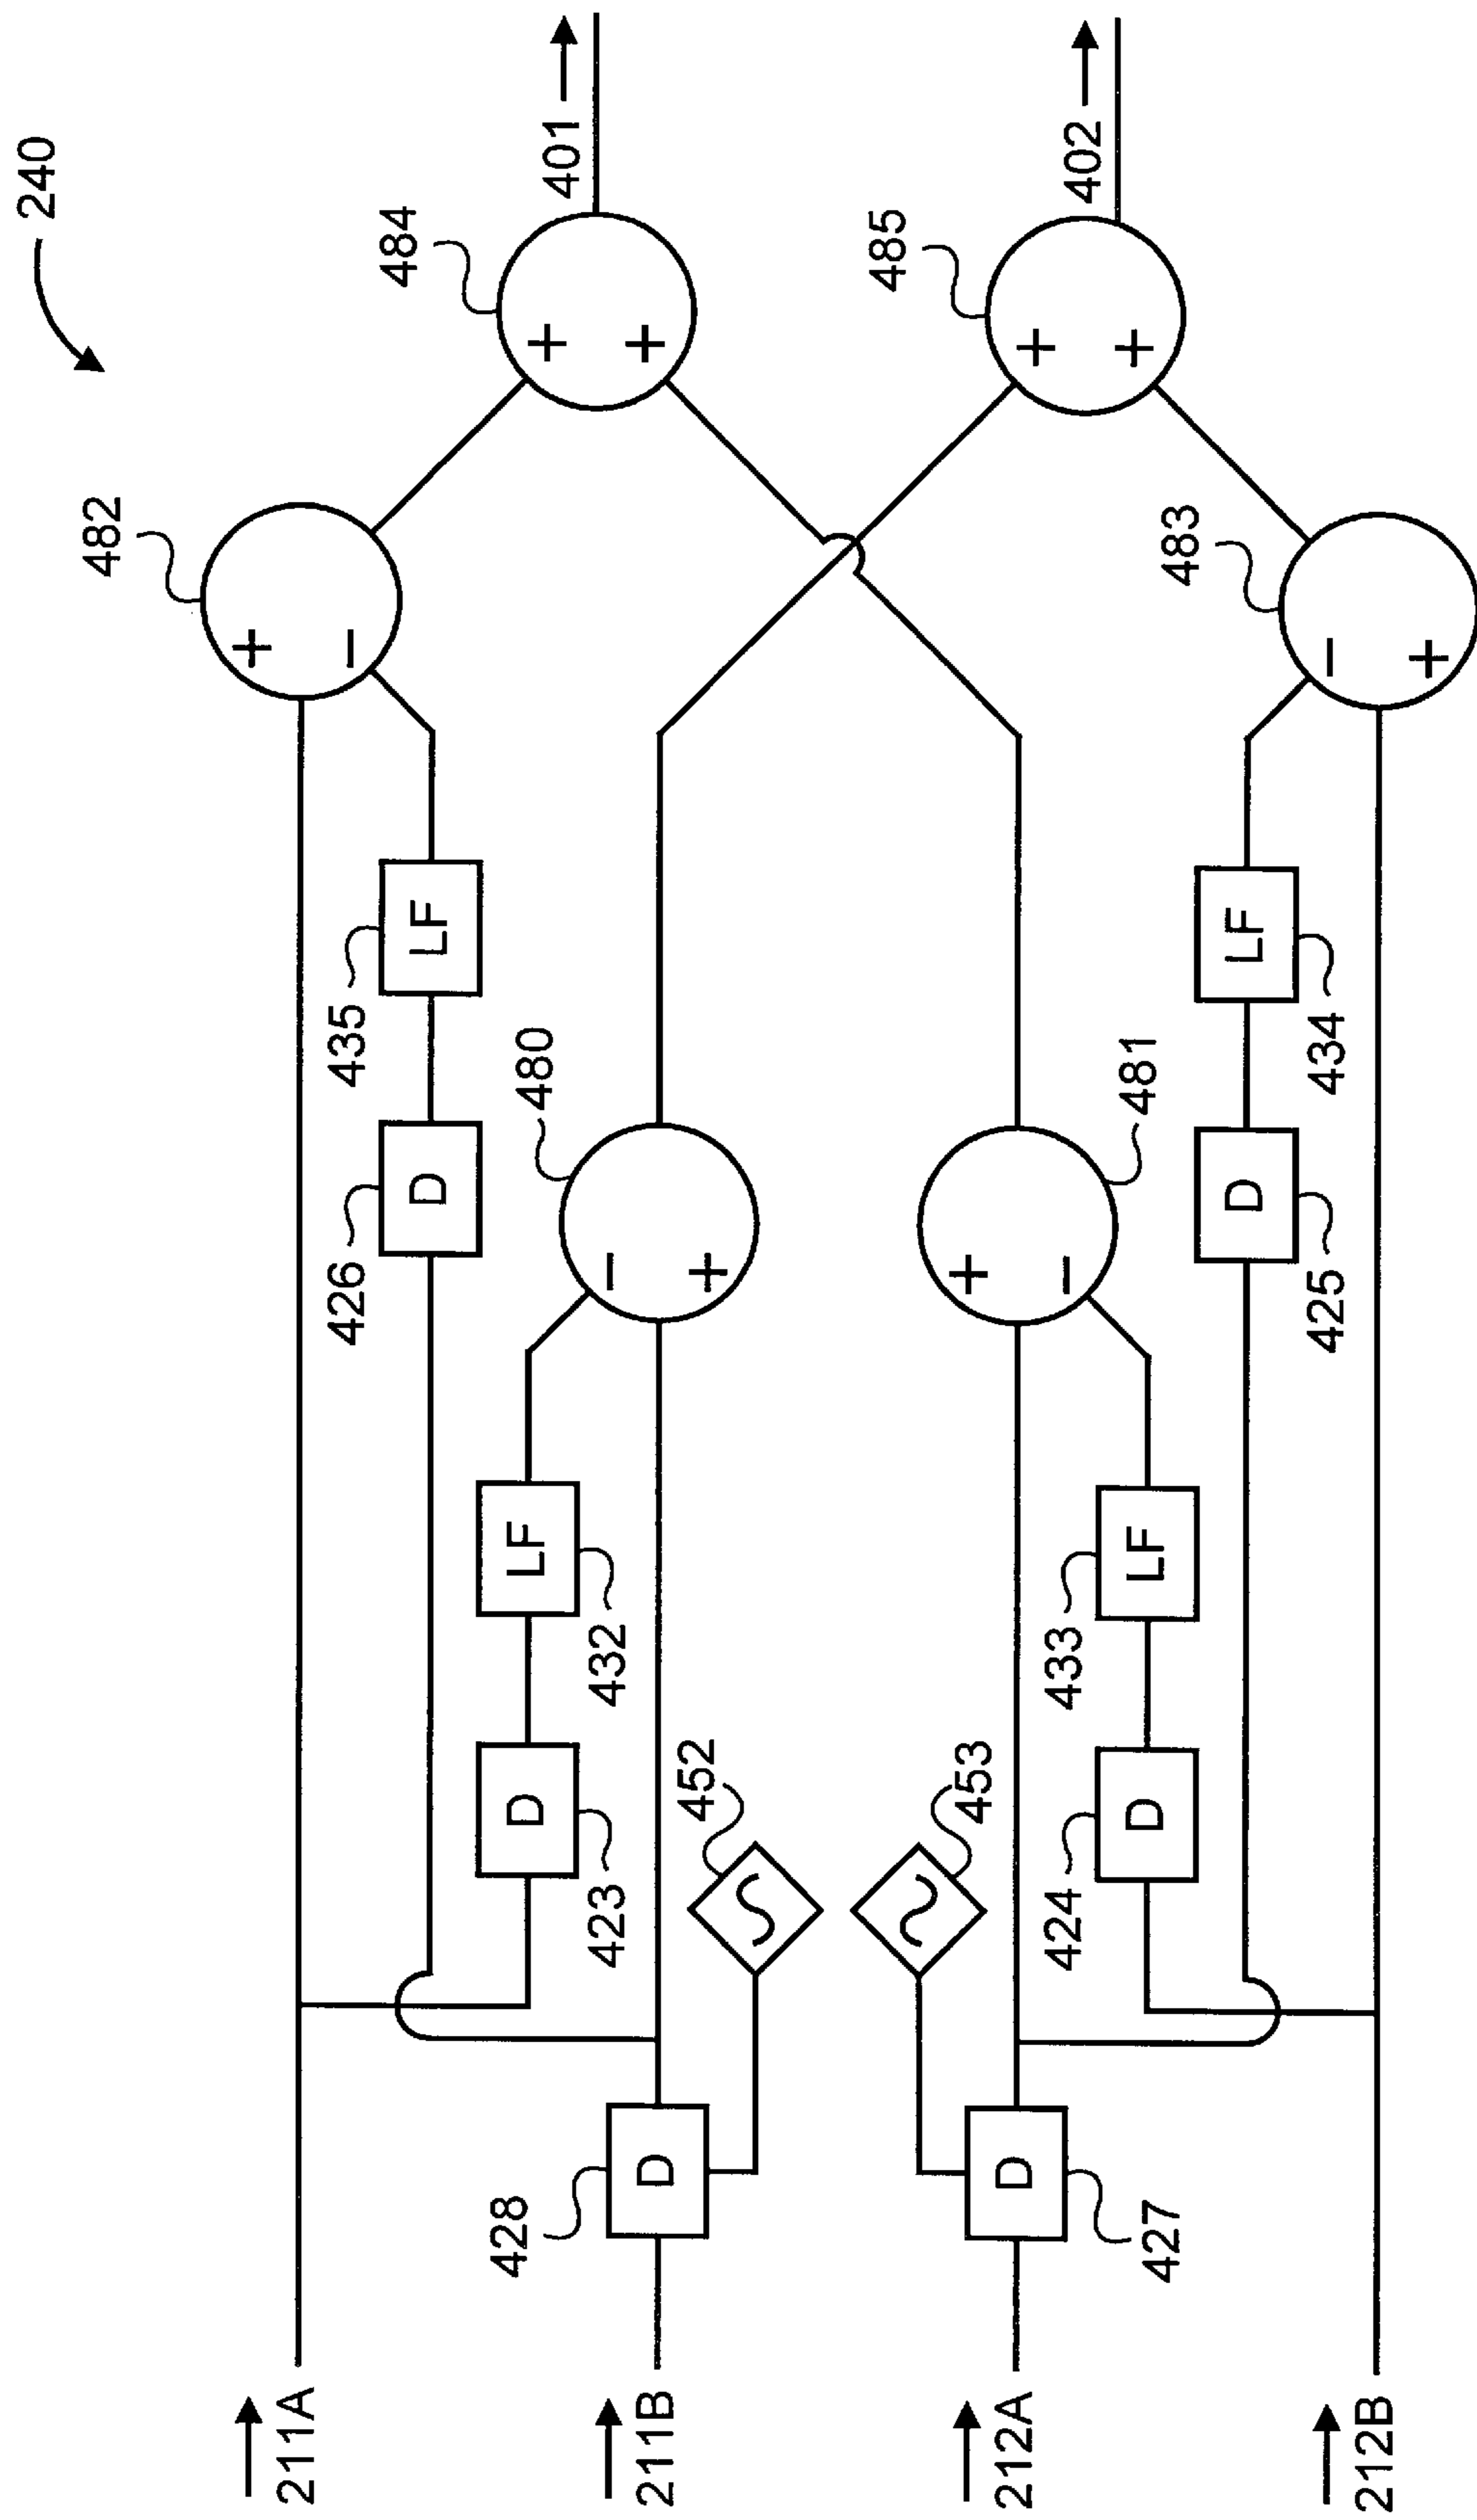 240
482
484
401
435
LF
426
D
480
−
+
485
402
432
LF
423
D
452
428
D
211A
211B
+
−
+
+
+
+
481
+
−
483
−
+
453
433
LF
424
D
434
LF
425
D
427
D
212A
212B